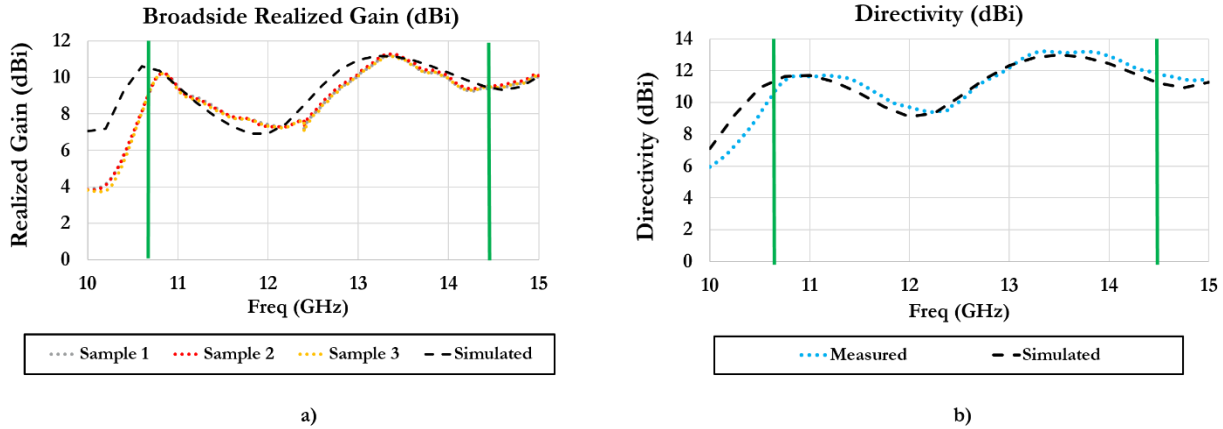 Broadside Realized Gain (dBi)
Realized Gain (dBi)
12
10
8
6
4
2
0
10 11 12 13 14 15
Freq (GHz)
Sample 1 Sample 2 Sample 3 Simulated
a)
Directivity (dBi)
Directivity (dBi)
14
12
10
8
6
4
2
0
10 11 12 13 14 15
Freq (GHz)
Measured Simulated
b)